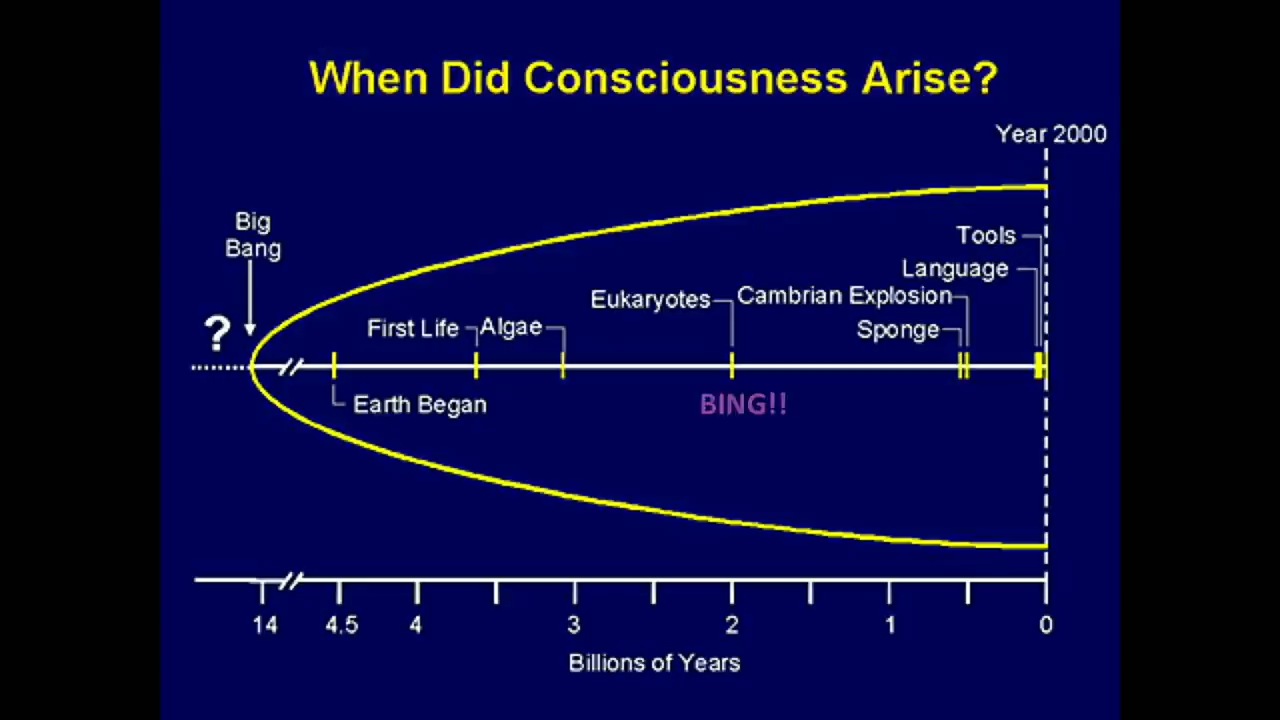 When Did Consciousness Arise?
Year 2000
Big
Bang
Tools
Language
Eukaryotes
Cambrian Explosion
First Life
Algae
Sponge
?
Earth Began
BING!!
14 4.5 4 3 2 1 0
Billions of Years